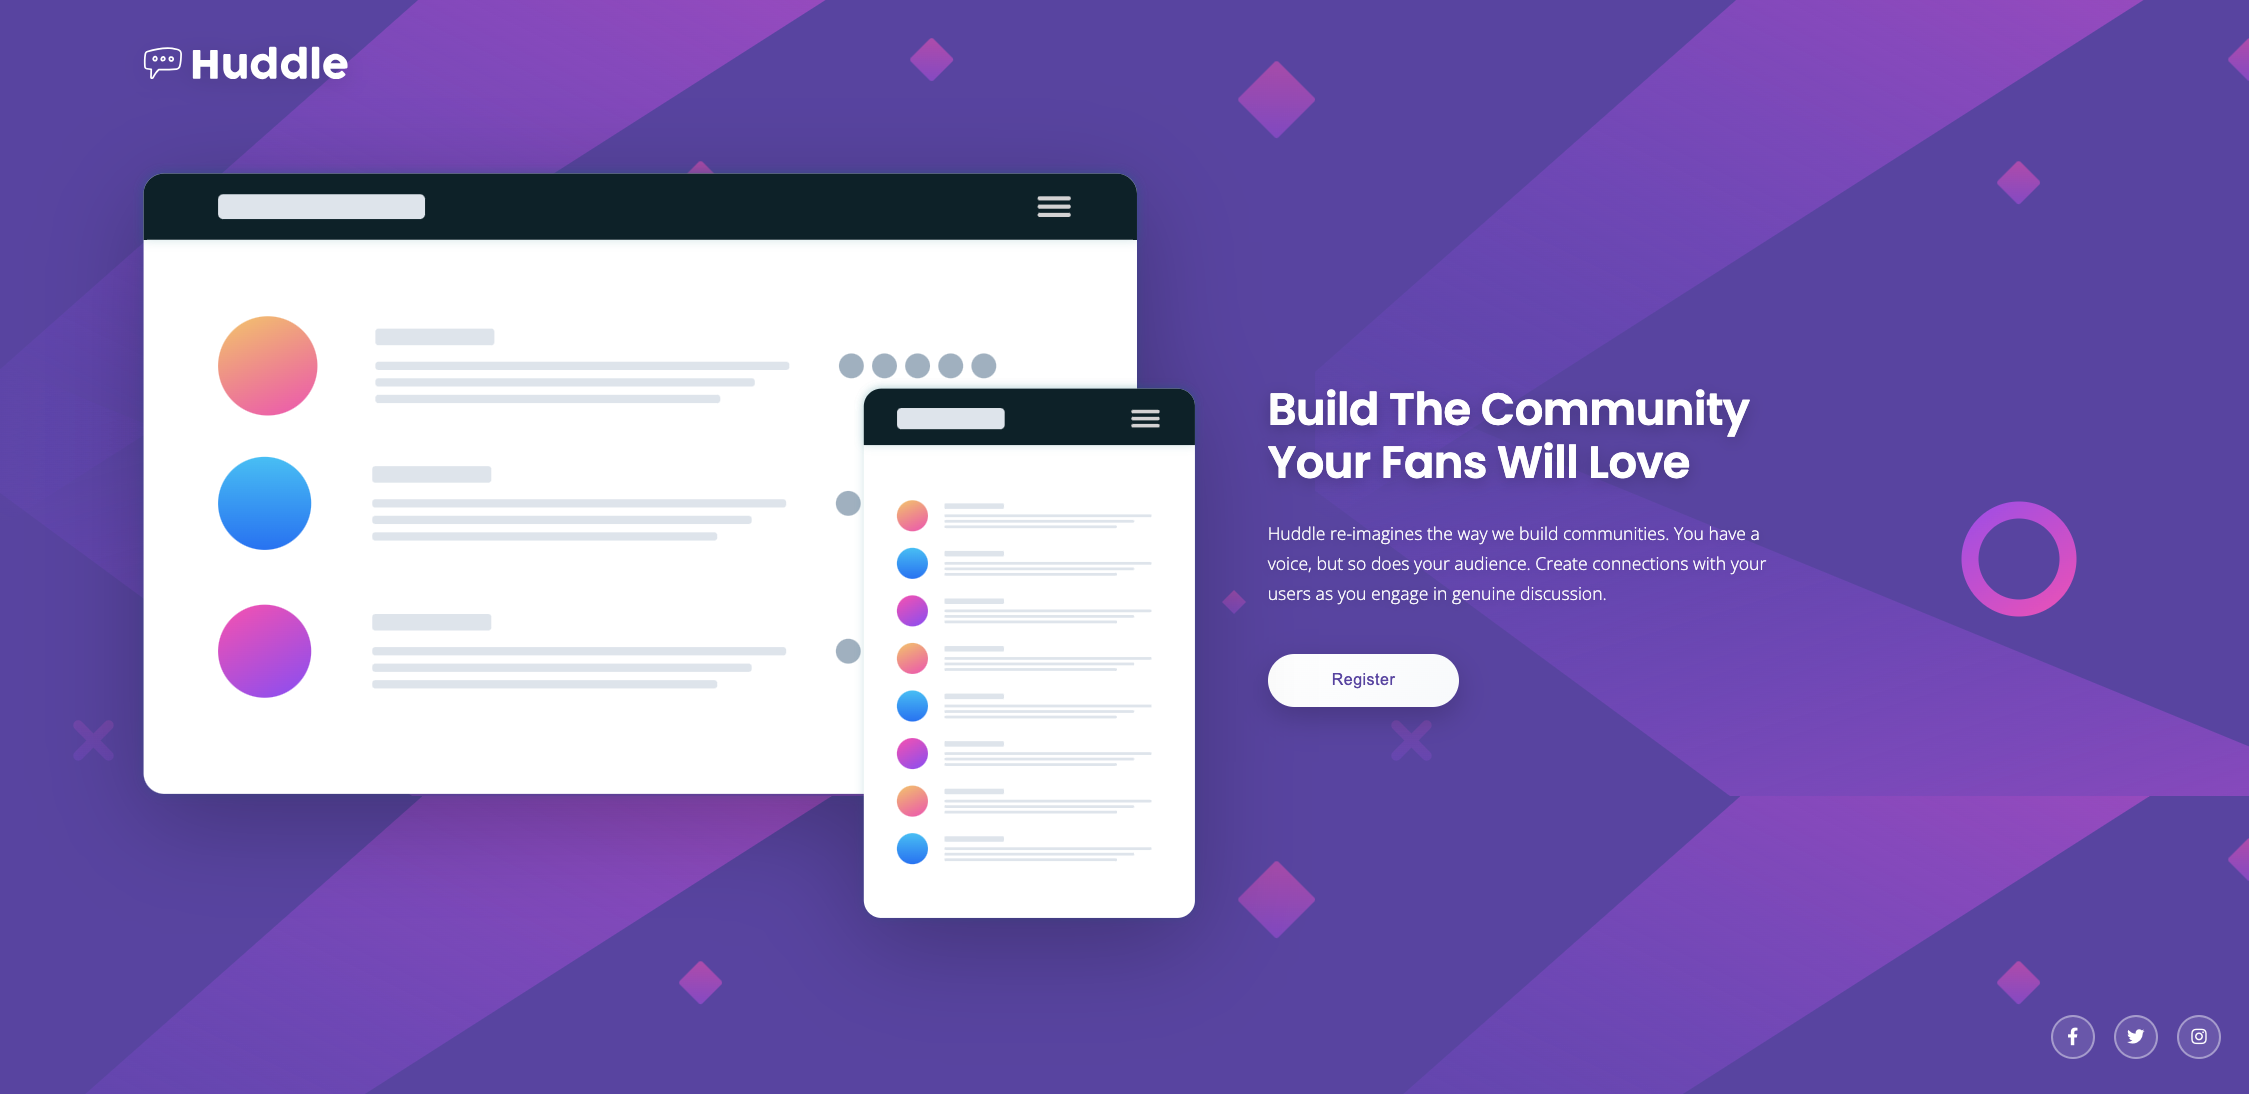 Huddle
Build The Community
Your Fans Will Love
Huddle re-imagines the way we build communities. You have a
voice, but so does your audience. Create connections with your
users as you engage in genuine discussion.
Register